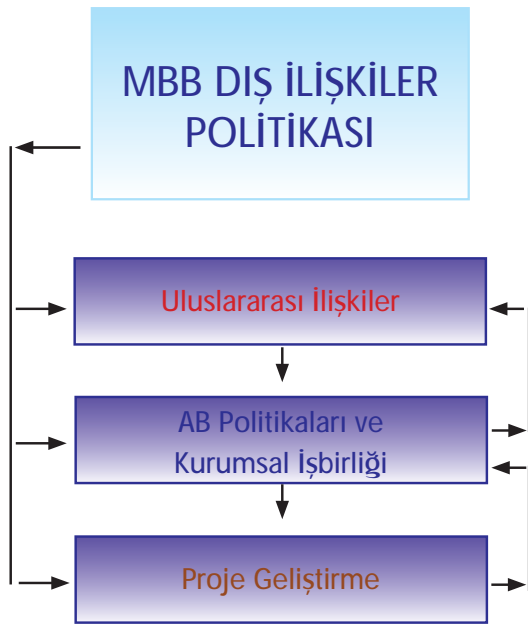 MBB DIŞ İLİŞKİLER
POLİTİKASI
Uluslararası İlişkiler
AB Politikaları ve
Kurumsal İşbirliği
Proje Geliştirme